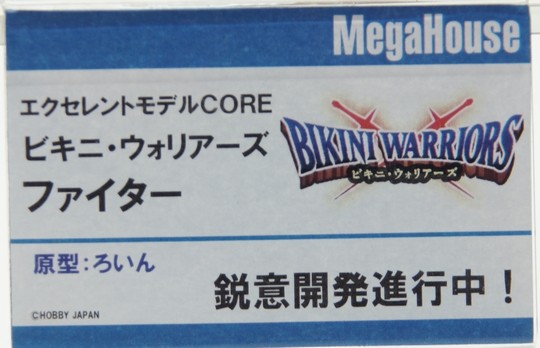 MegaHouse
エクセレントモデルCORE
ビキニ・ウォリアーズ
ファイター
BIKINI WARRIORS
ビキニ・ウォリアーズ
原型：ろいん
鋭意開発進行中！
©HOBBY JAPAN